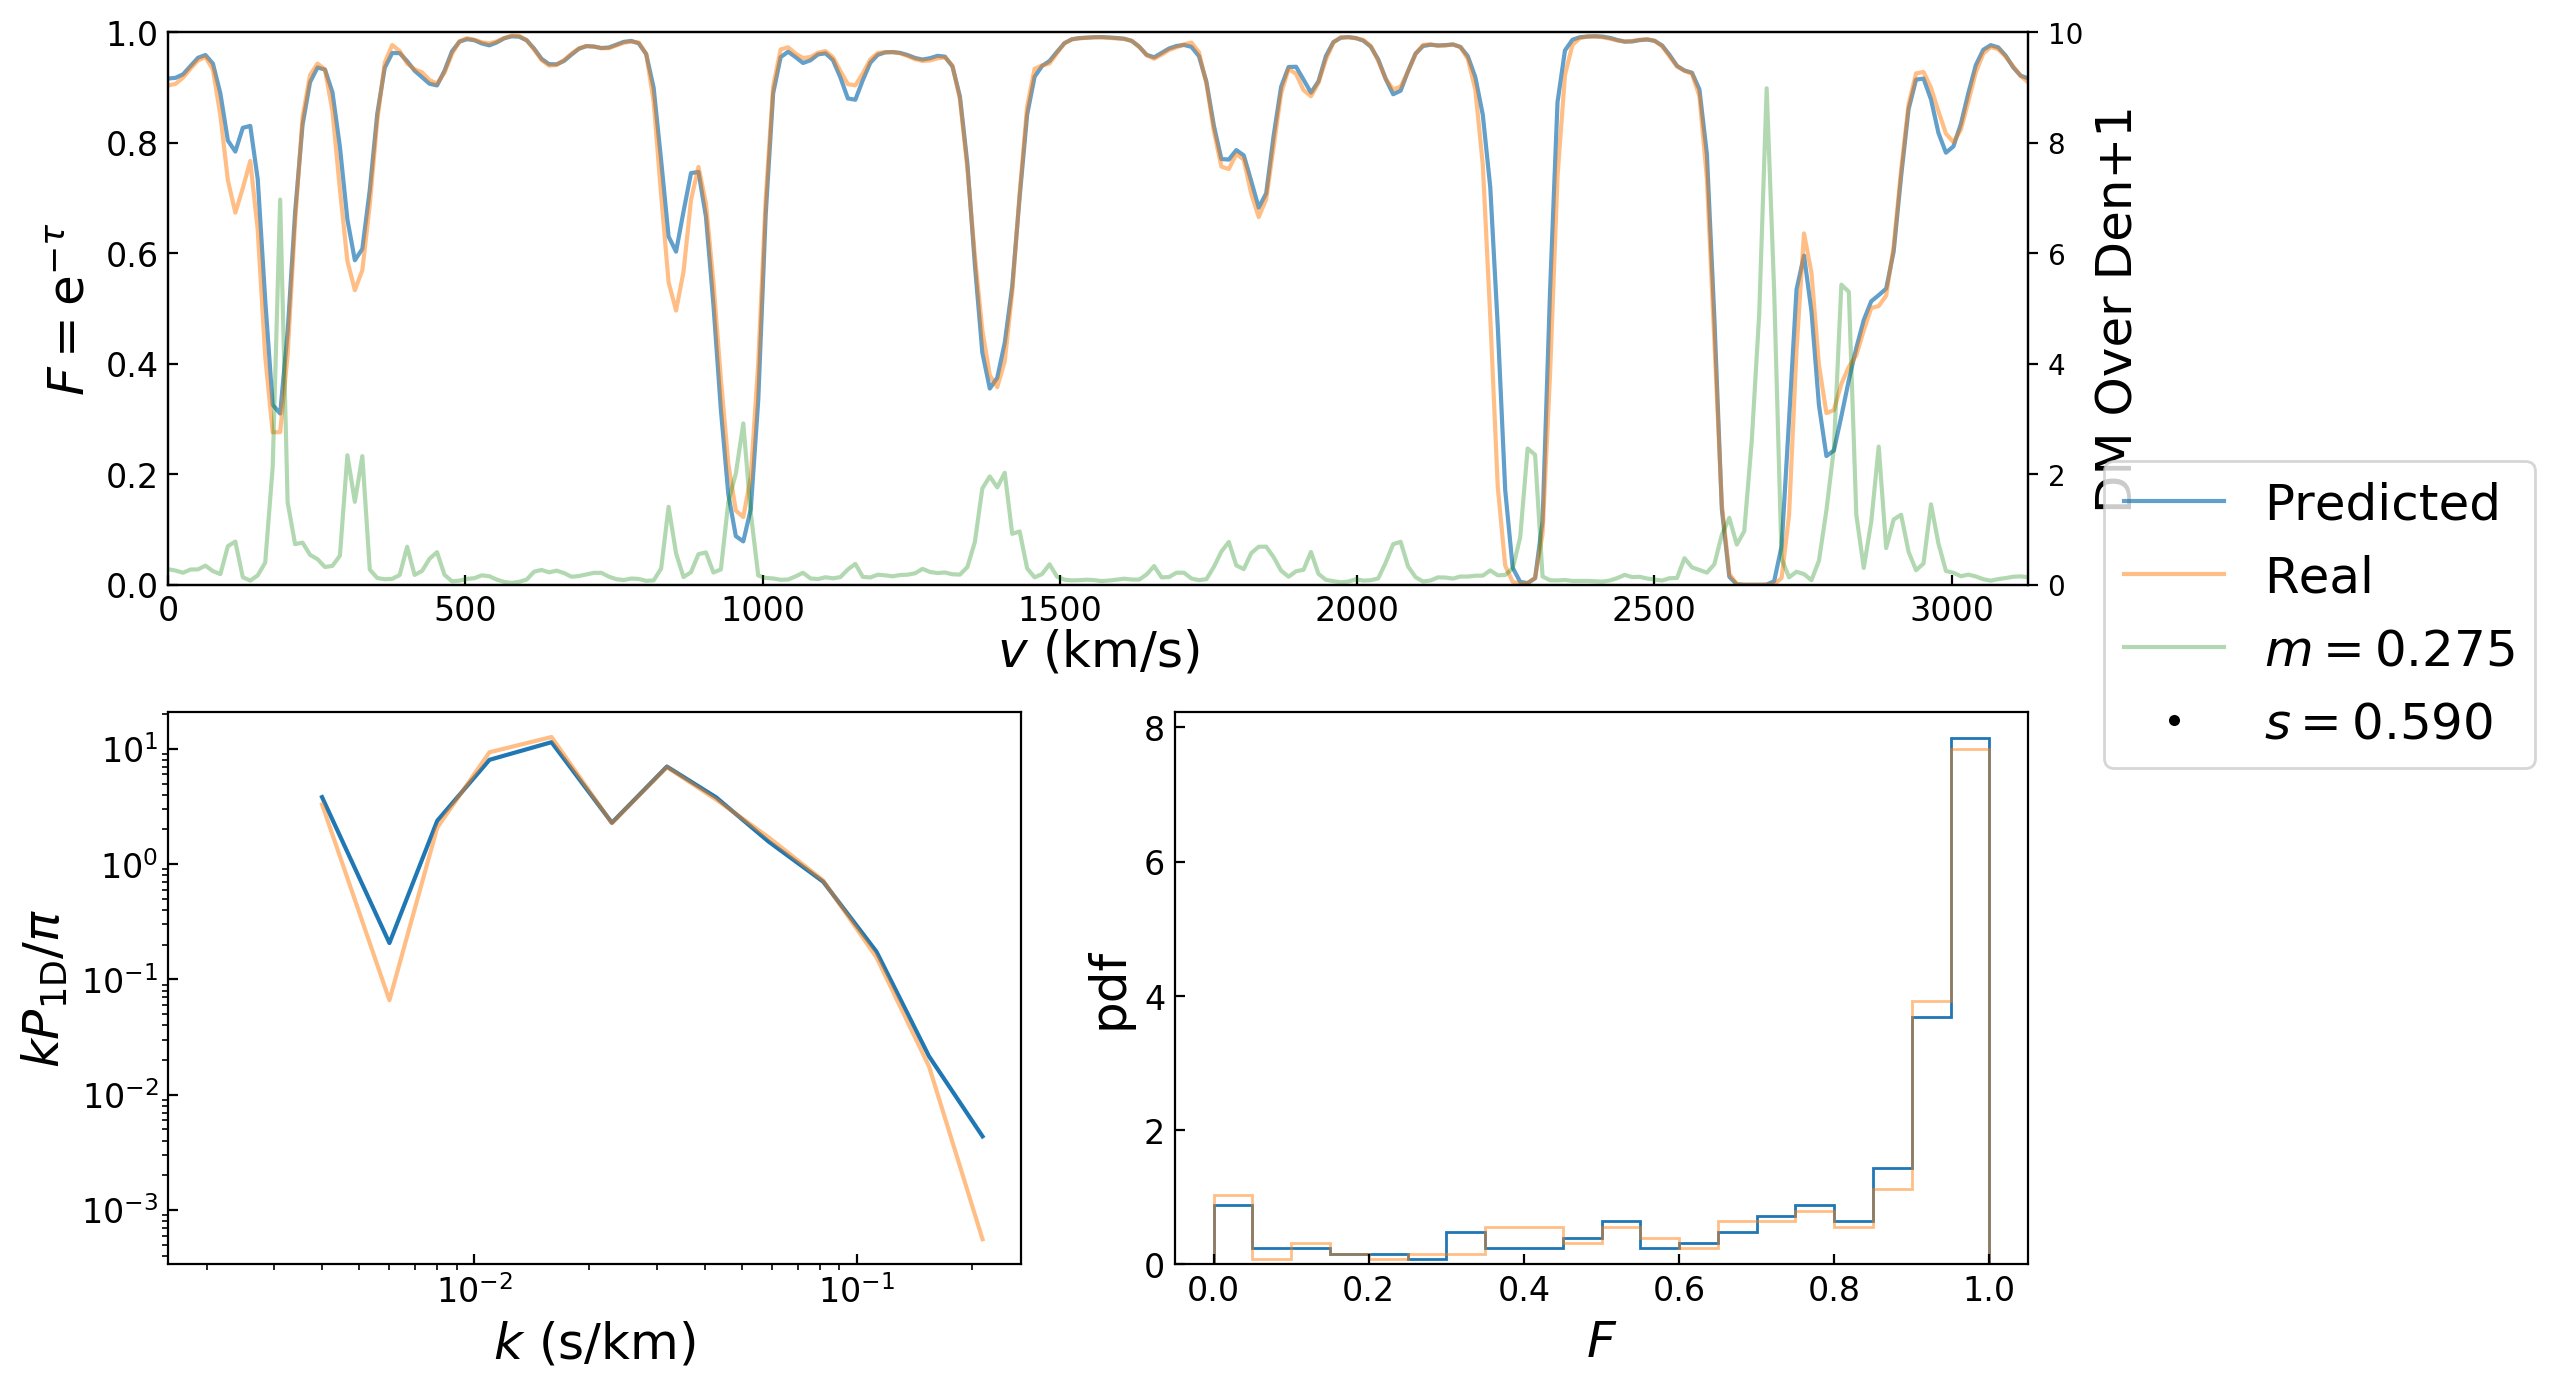 1.0
0.8
0.6
0.4
0.2
0.0
F = e^{-τ}
0 500 1000 1500 2000 2500 3000
v (km/s)
10
8
6
4
2
0
DM Over Den+1
Predicted
Real
m = 0.275
s = 0.590
10^1
10^0
10^{-1}
10^{-2}
10^{-3}
kP_{1D}/π
10^{-2} 10^{-1}
k (s/km)
8
6
4
2
0
pdf
0.0 0.2 0.4 0.6 0.8 1.0
F